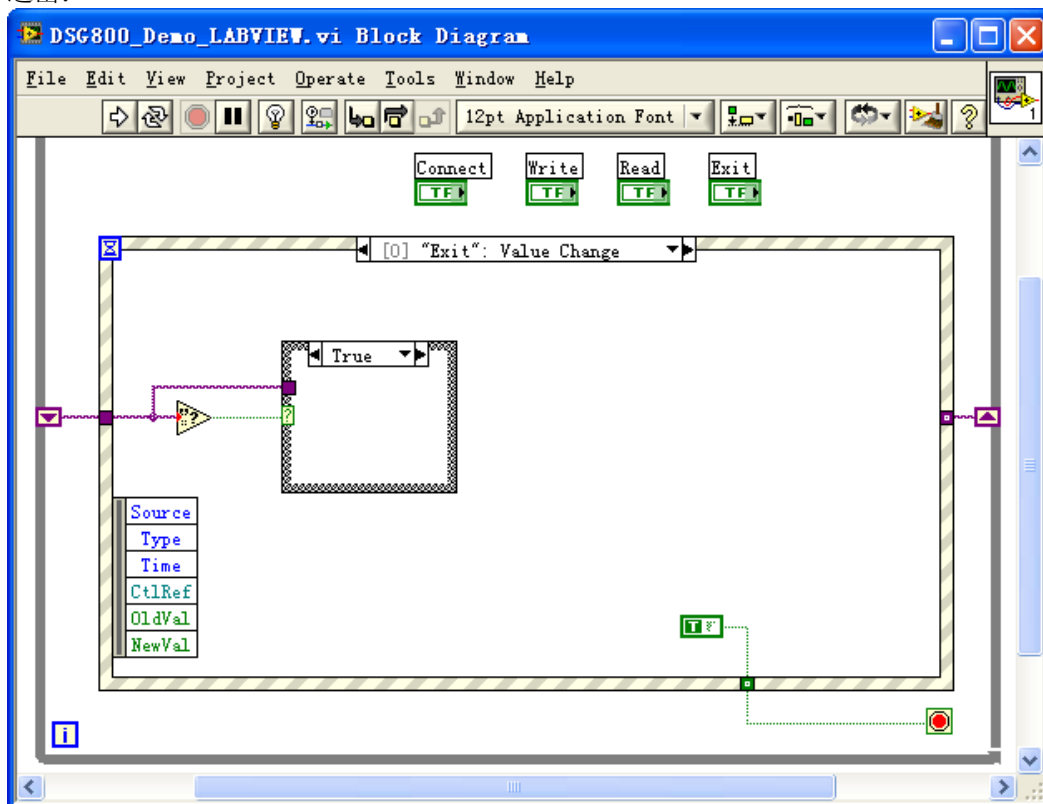 DSG800_Demo_LABVIEW.vi Block Diagram
File Edit View Project Operate Tools Window Help
12pt Application Font
1
Connect Write Read Exit
TF TF TF TF
[0] "Exit": Value Change
True
"?
?
Source
Type
Time
CtlRef
OldVal
NewVal
T
i